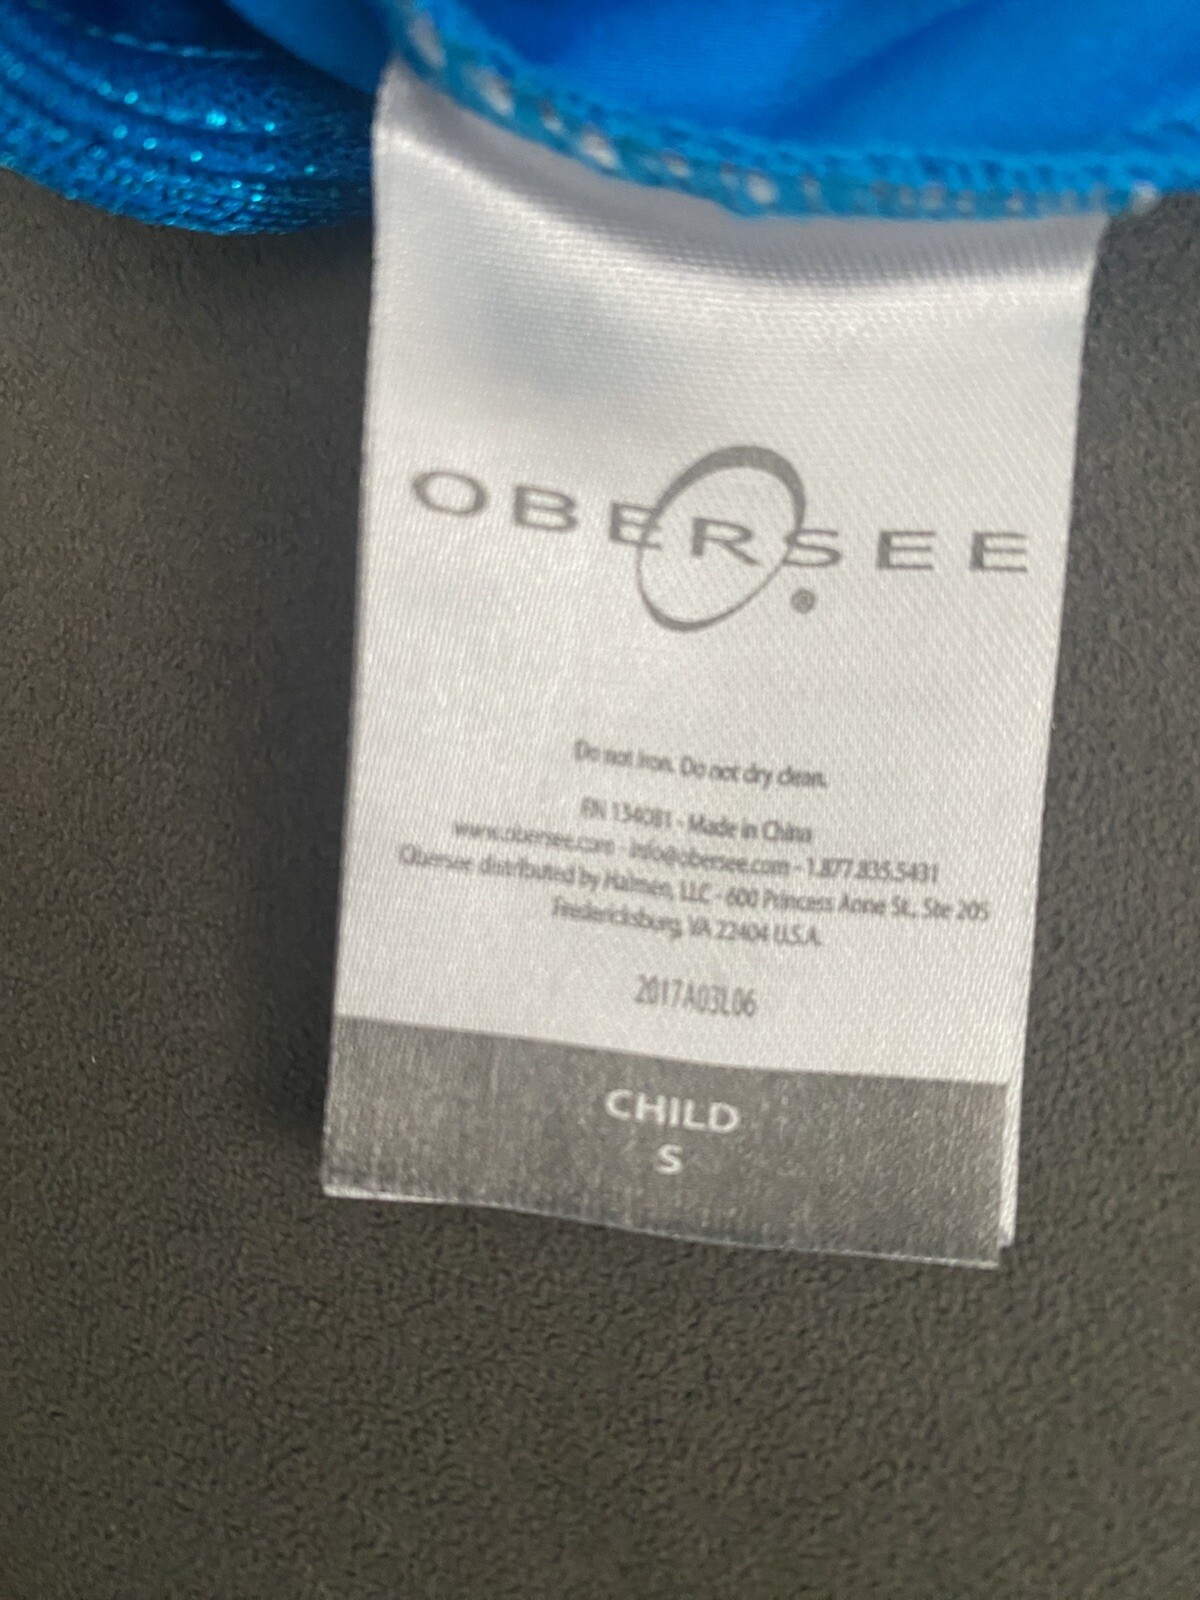 OBERSEE®
Do not iron. Do not dry clean.
RN 134081 - Made in China
www.obersee.com - info@obersee.com - 1.877.835.5431
Obersee distributed by Halmen, LLC - 600 Princess Anne St., Ste 205
Fredericksburg, VA 22404 U.S.A.
2017A03L06
CHILD
S